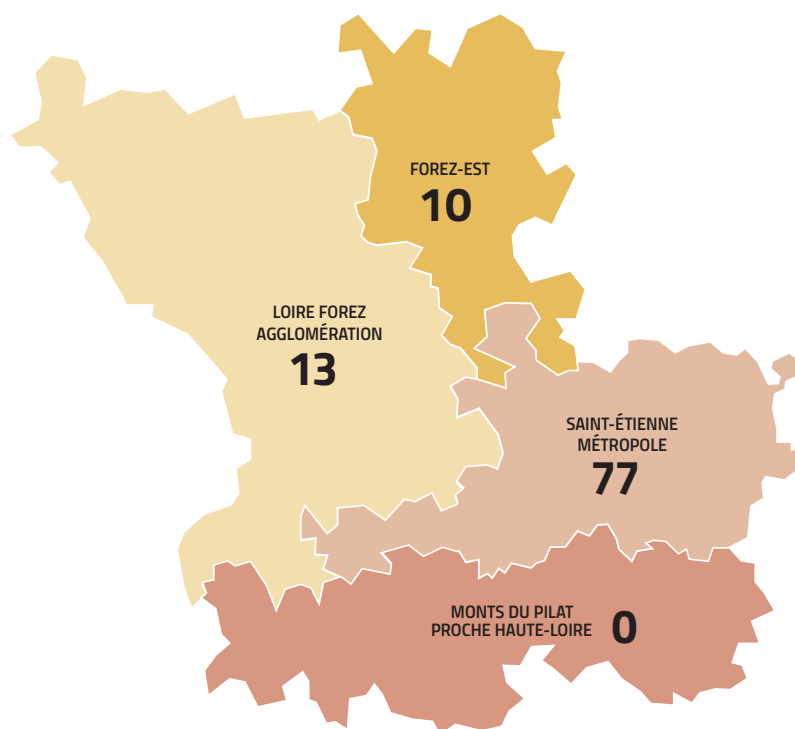 FOREZ-EST
10
LOIRE FOREZ
AGGLOMÉRATION
13
SAINT-ÉTIENNE
MÉTROPOLE
77
MONTS DU PILAT
PROCHE HAUTE-LOIRE
0